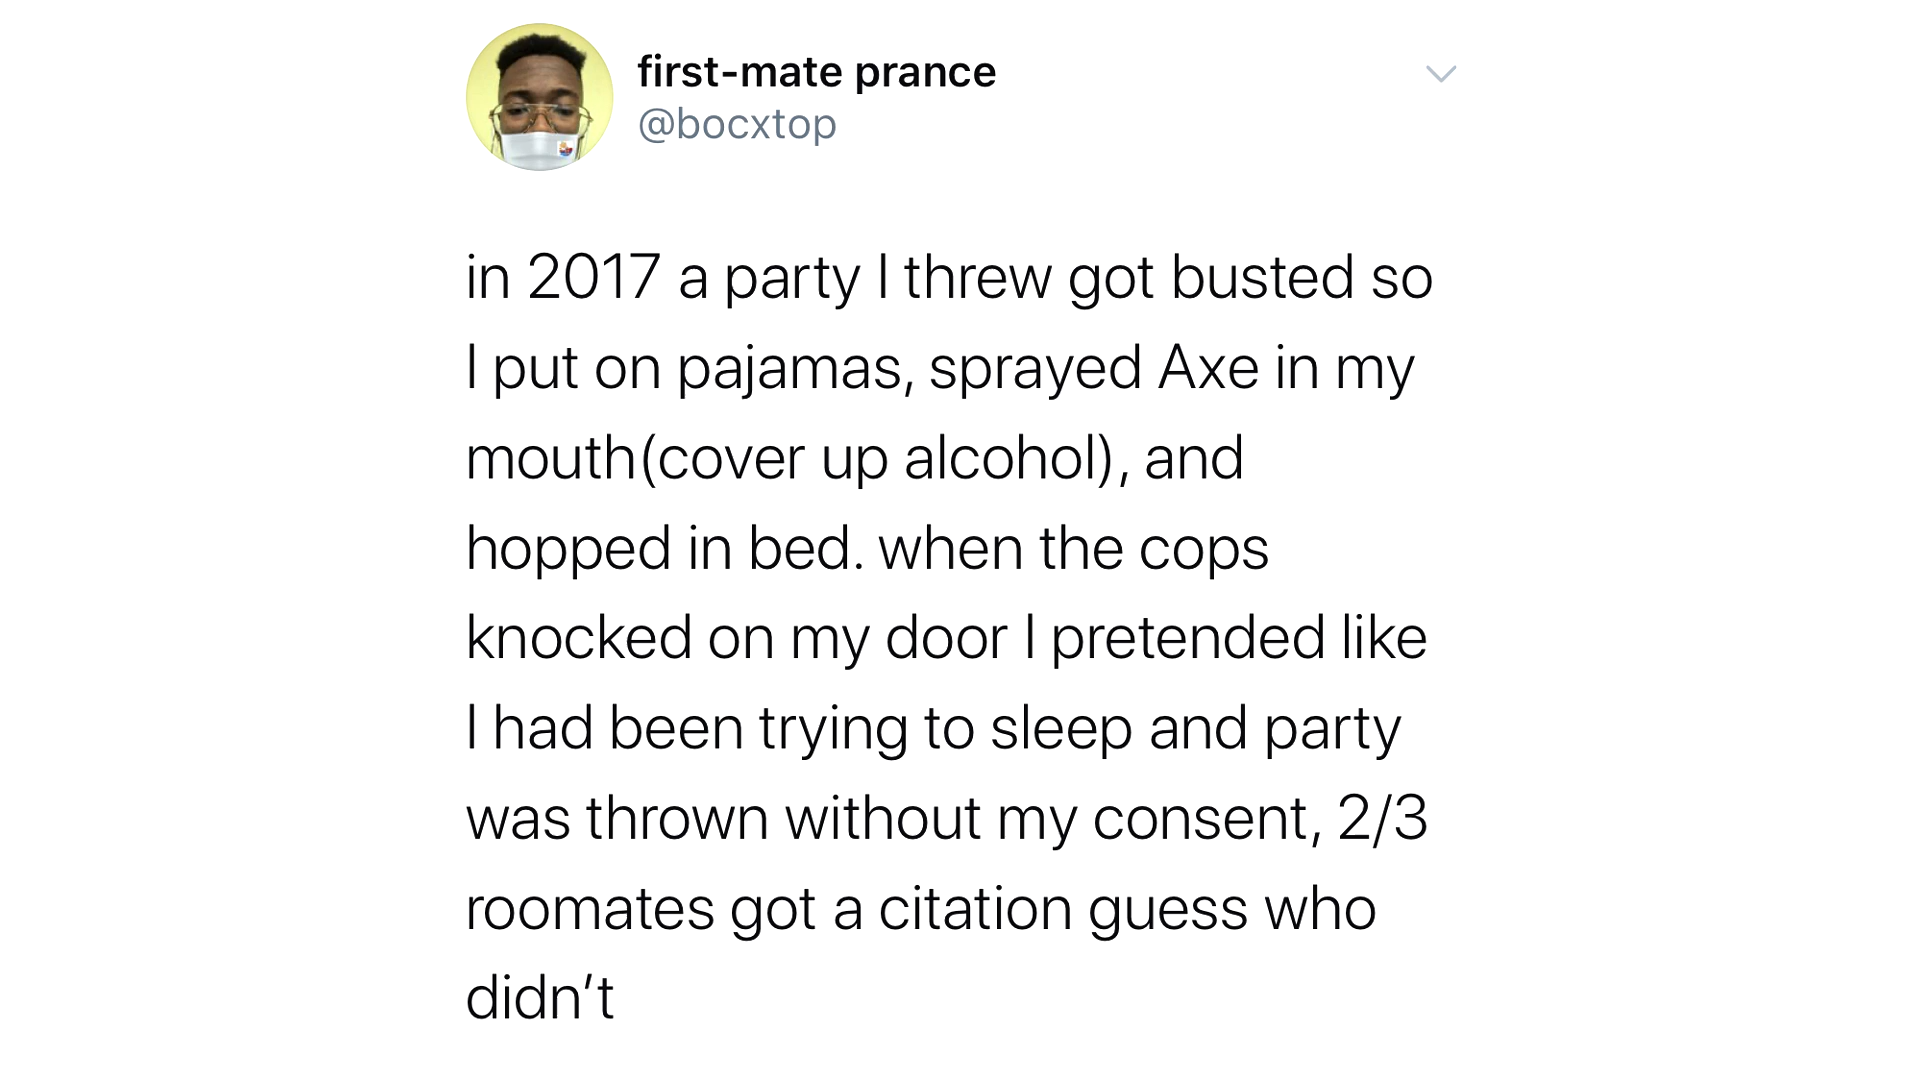 first-mate prance
@bocxtop
in 2017 a party I threw got busted so
I put on pajamas, sprayed Axe in my
mouth(cover up alcohol), and
hopped in bed. when the cops
knocked on my door I pretended like
I had been trying to sleep and party
was thrown without my consent, 2/3
roomates got a citation guess who
didn’t